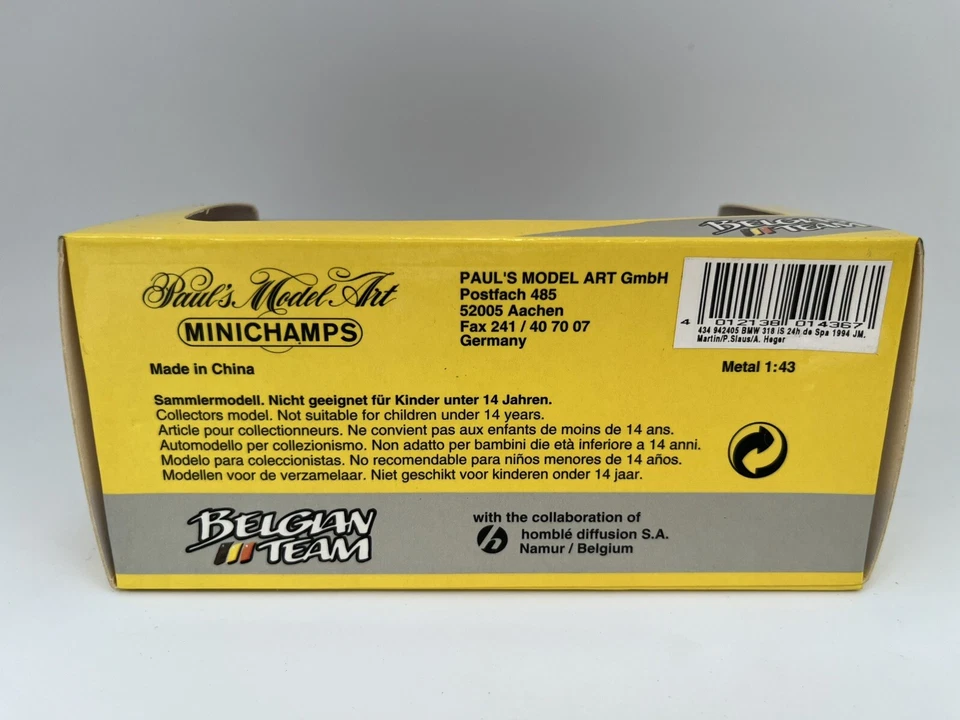 BELGIAN
TEAM
Paul's Model Art
MINICHAMPS
Made in China
PAUL'S MODEL ART GmbH
Postfach 485
52005 Aachen
Fax 241 / 40 70 07
Germany
4 012138 014367
434 942405 BMW 318 iS 24h de Spa 1994 JM.
Martin/P.Slaus/A. Heger
Metal 1:43
Sammlermodell. Nicht geeignet für Kinder unter 14 Jahren.
Collectors model. Not suitable for children under 14 years.
Article pour collectionneurs. Ne convient pas aux enfants de moins de 14 ans.
Automodello per collezionismo. Non adatto per bambini die età inferiore a 14 anni.
Modelo para coleccionistas. No recomendable para niños menores de 14 años.
Modellen voor de verzamelaar. Niet geschikt voor kinderen onder 14 jaar.
BELGIAN
TEAM
with the collaboration of
h homblé diffusion S.A.
Namur / Belgium